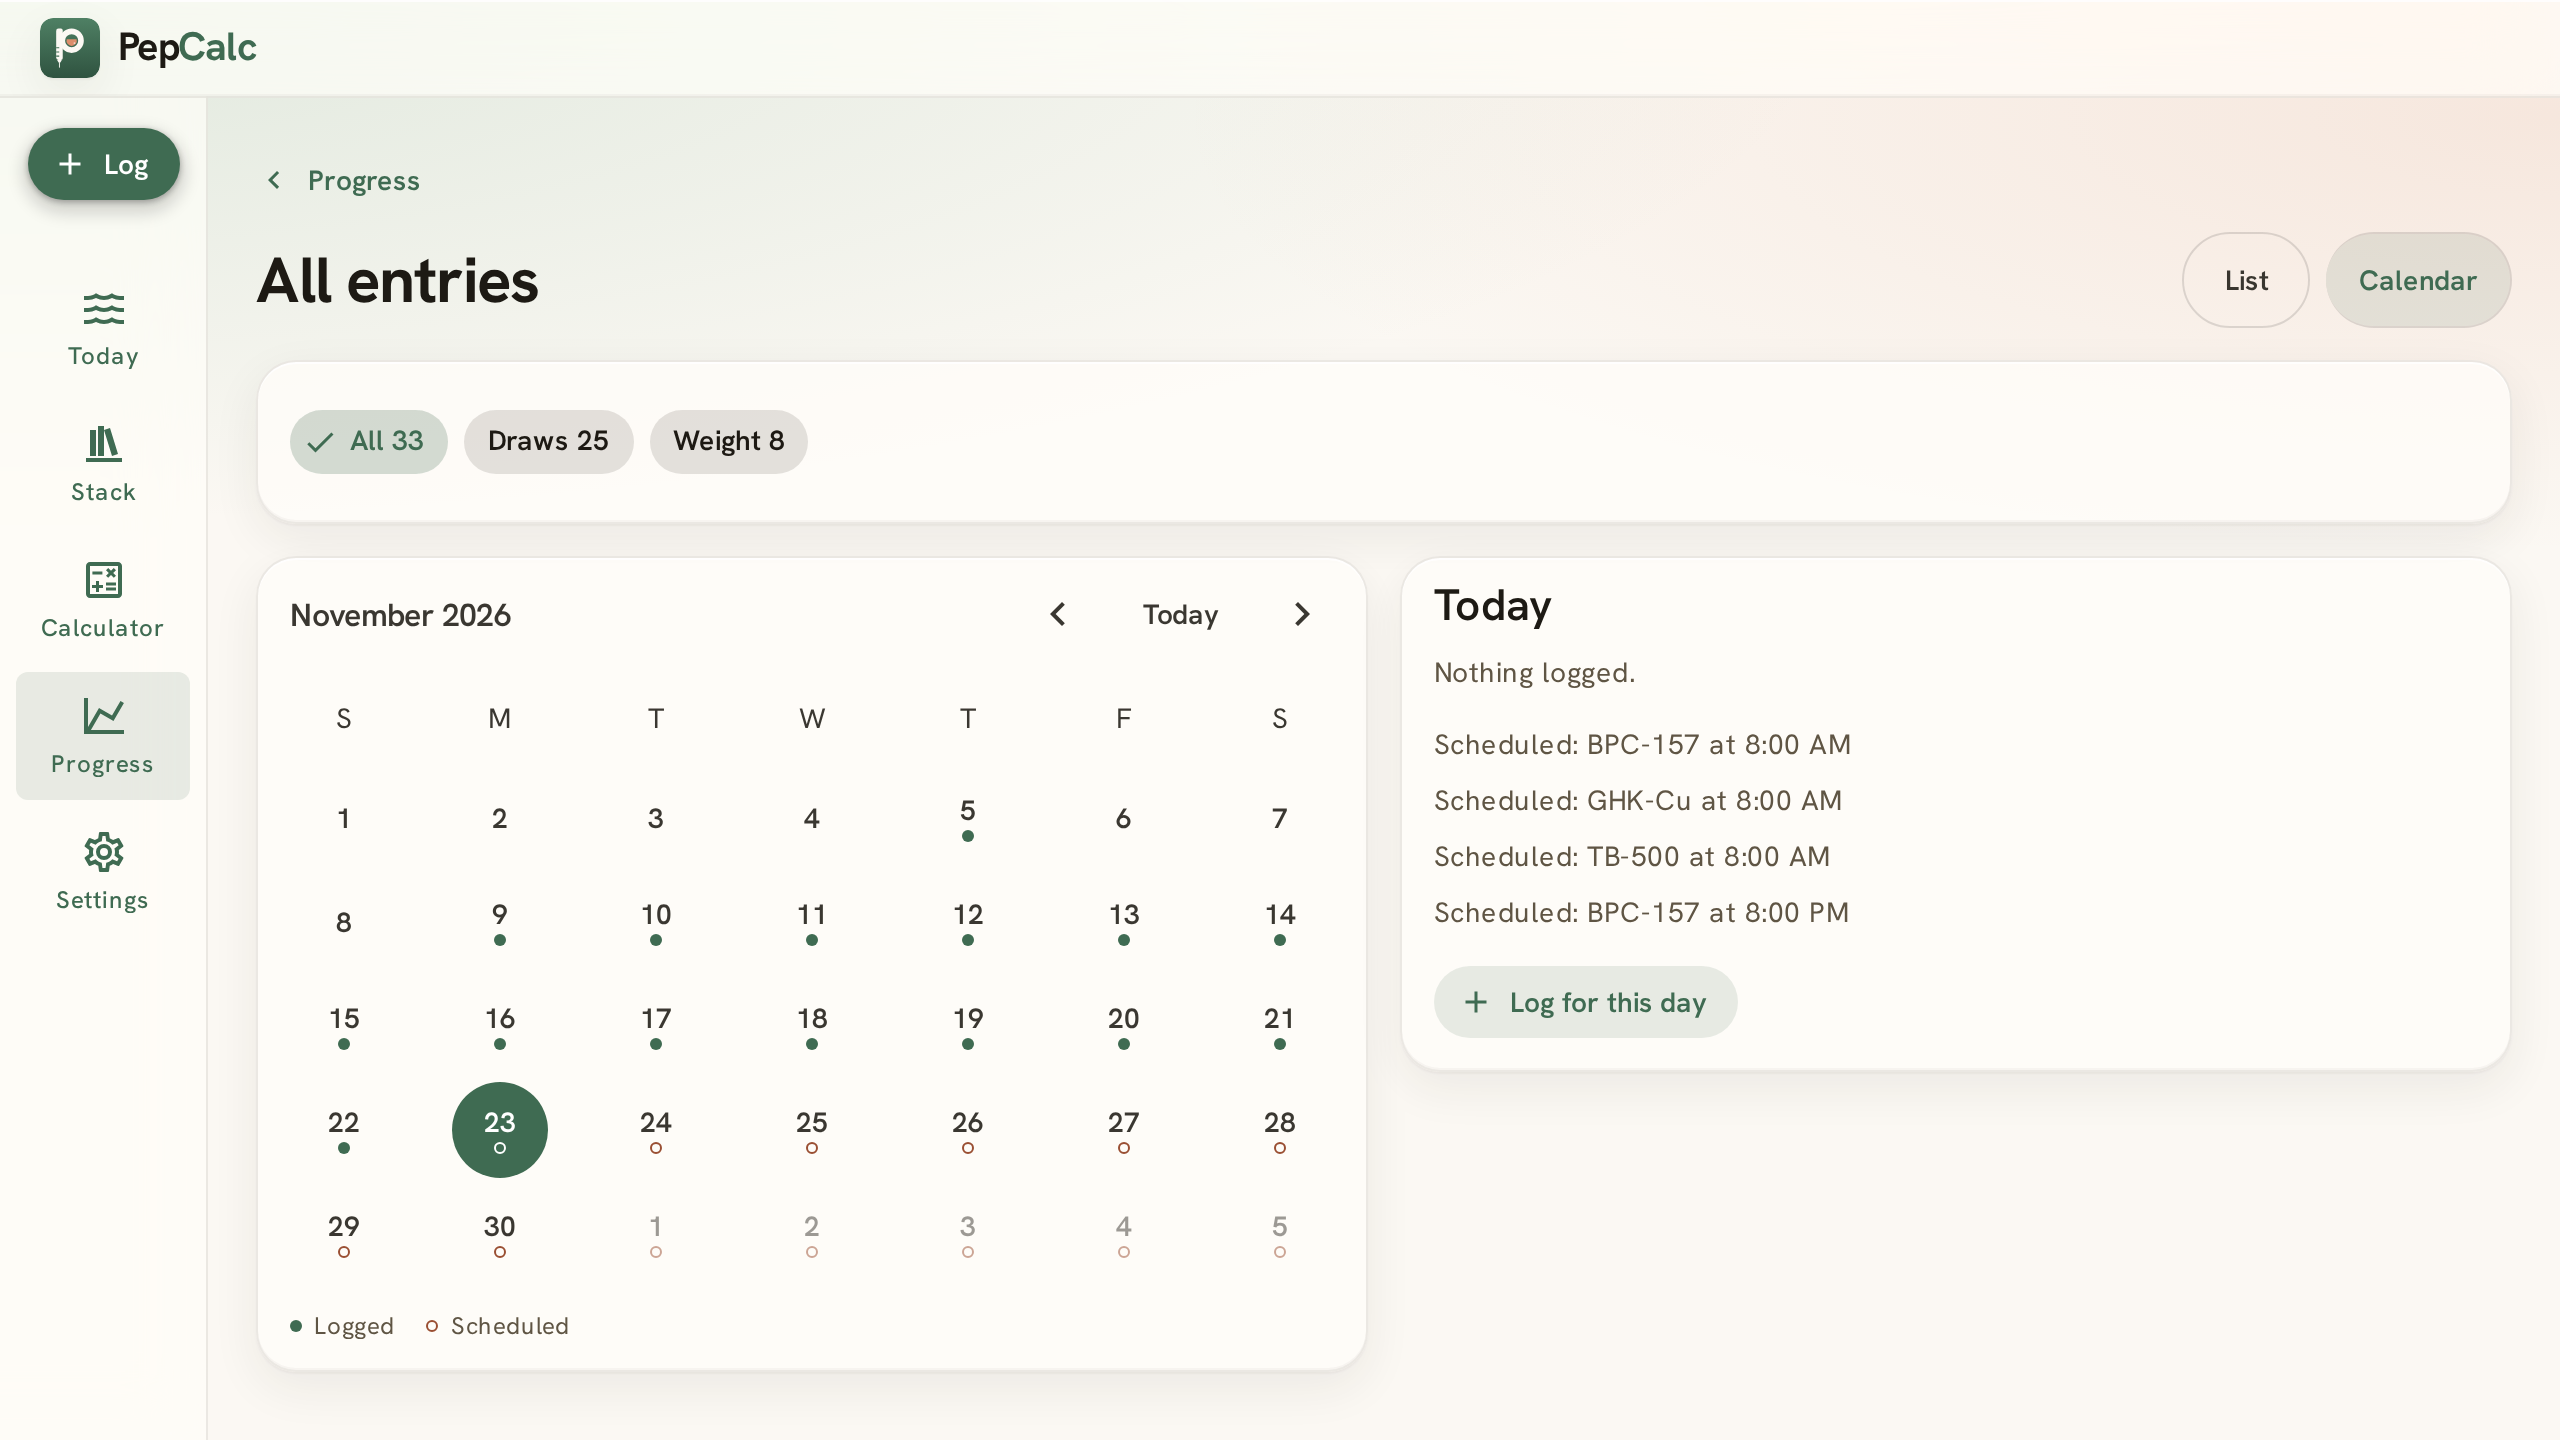 PepCalc
Log
Today
Stack
Calculator
Progress
Settings
Progress
All entries
List
Calendar
All 33
Draws 25
Weight 8
November 2026
Today
S M T W T F S
1 2 3 4 5 6 7
8 9 10 11 12 13 14
15 16 17 18 19 20 21
22 23 24 25 26 27 28
29 30 1 2 3 4 5
Logged
Scheduled
Today
Nothing logged.
Scheduled: BPC-157 at 8:00 AM
Scheduled: GHK-Cu at 8:00 AM
Scheduled: TB-500 at 8:00 AM
Scheduled: BPC-157 at 8:00 PM
Log for this day